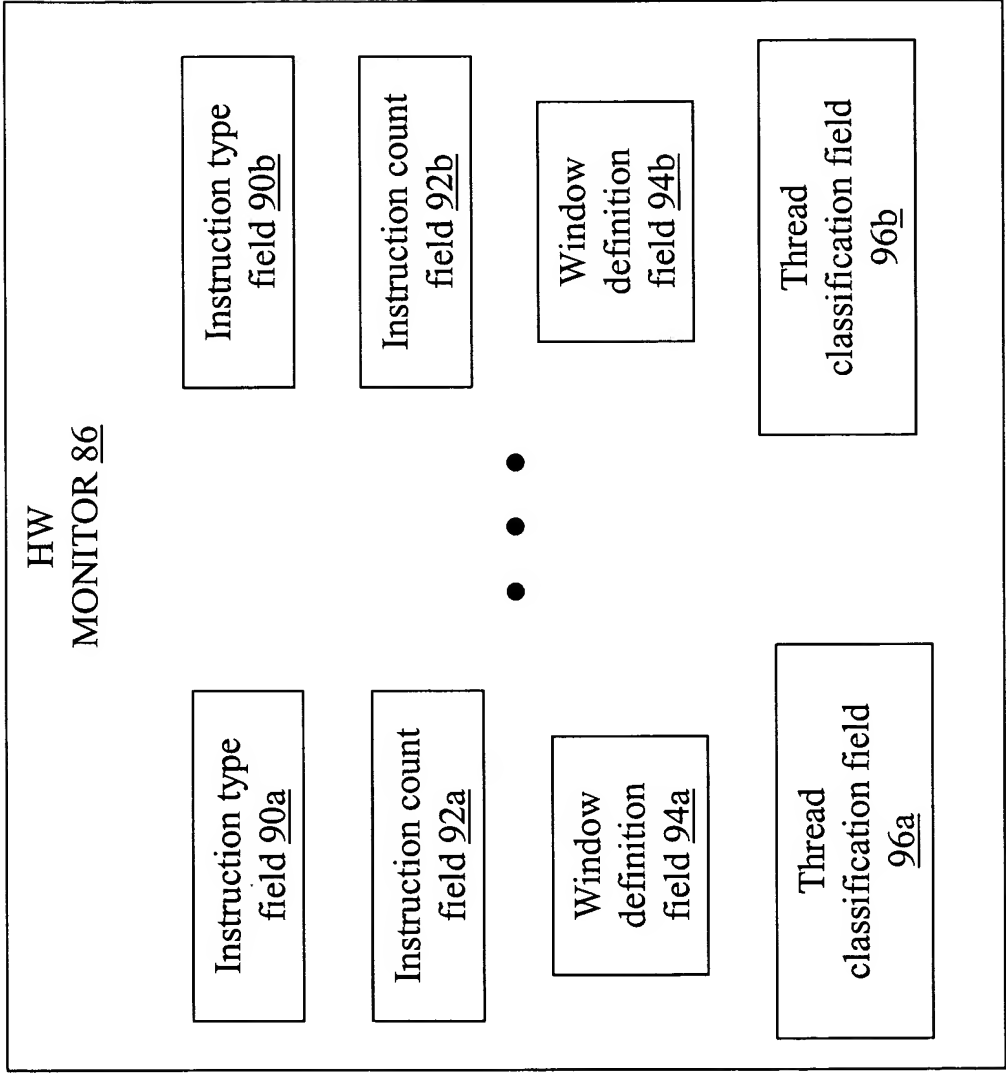 HW
MONITOR 86
Instruction type
field 90a
Instruction count
field 92a
Window
definition
field 94a
Thread
classification field
96a
Instruction type
field 90b
Instruction count
field 92b
Window
definition
field 94b
Thread
classification field
96b